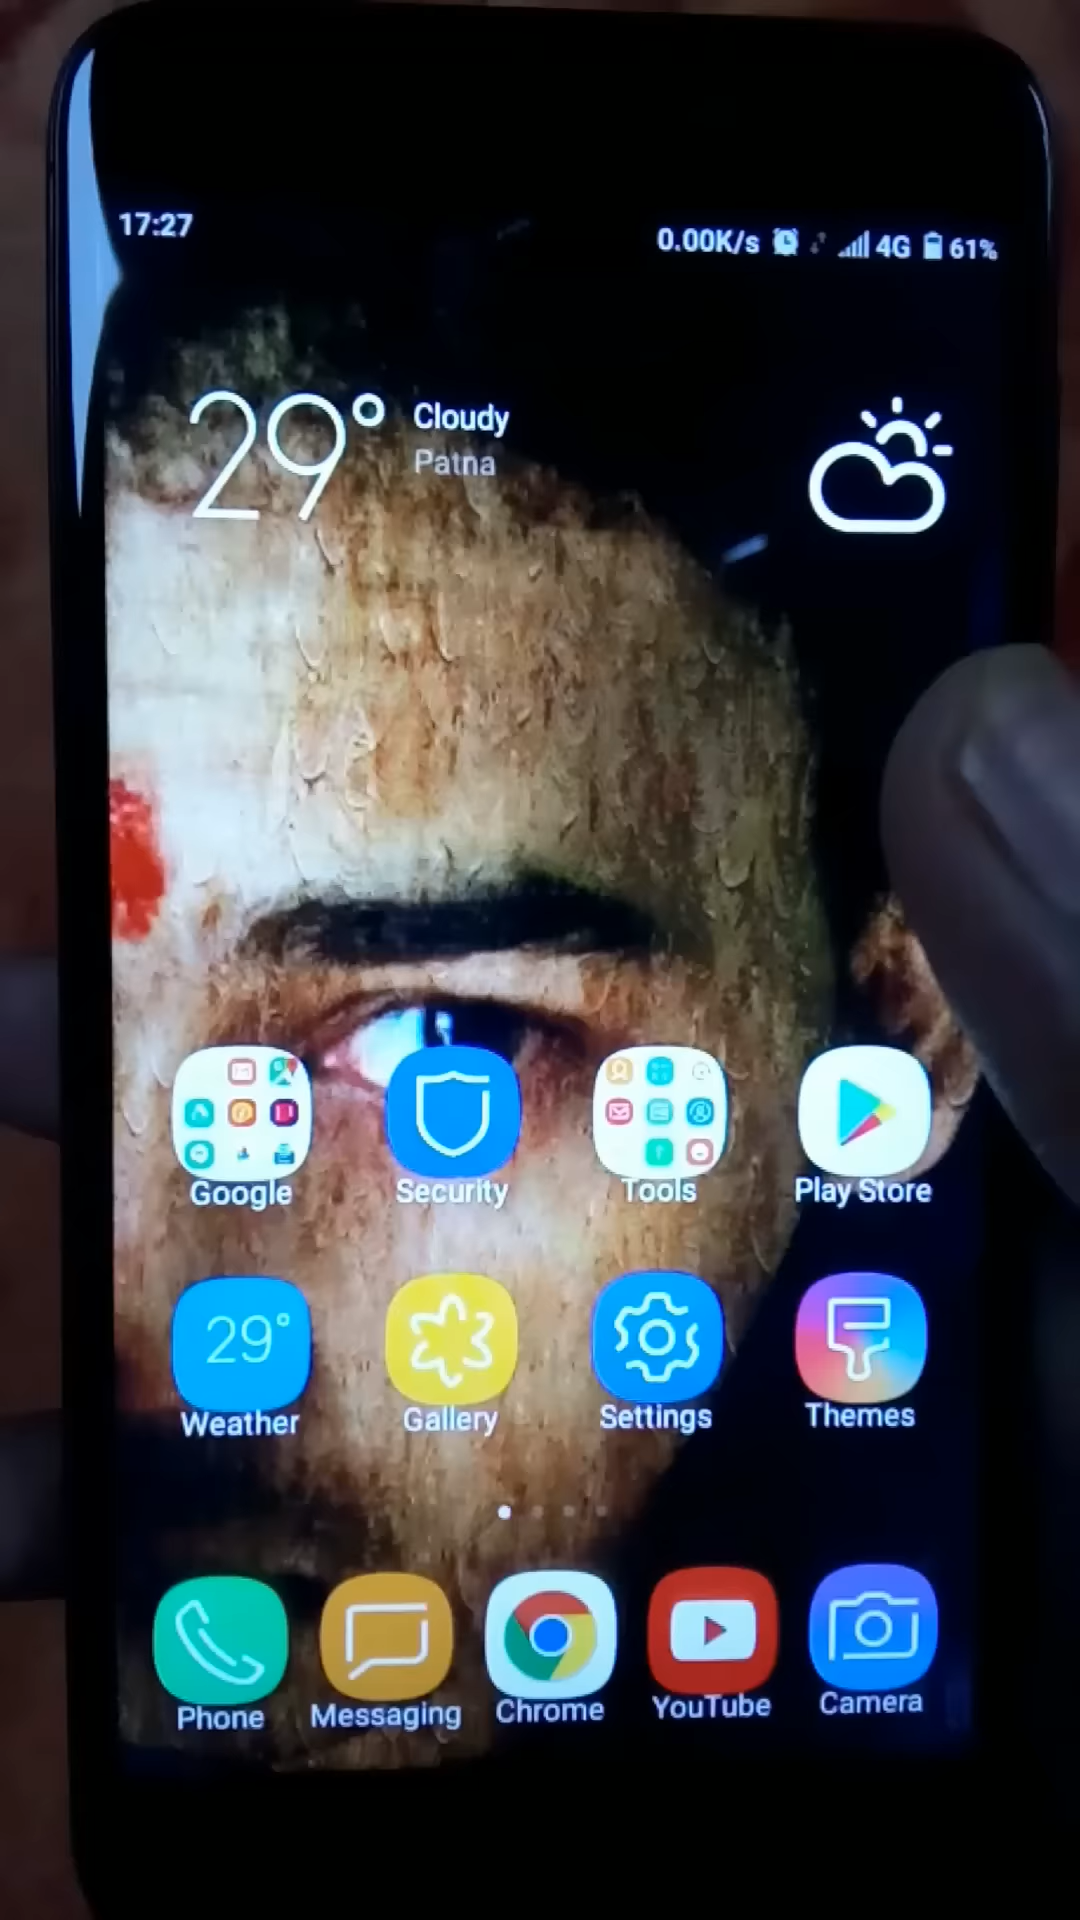 17:27
0.00K/s 4G 61%
29° Cloudy
Patna
Google Security Tools Play Store
29°
Weather Gallery Settings Themes
Phone Messaging Chrome YouTube Camera